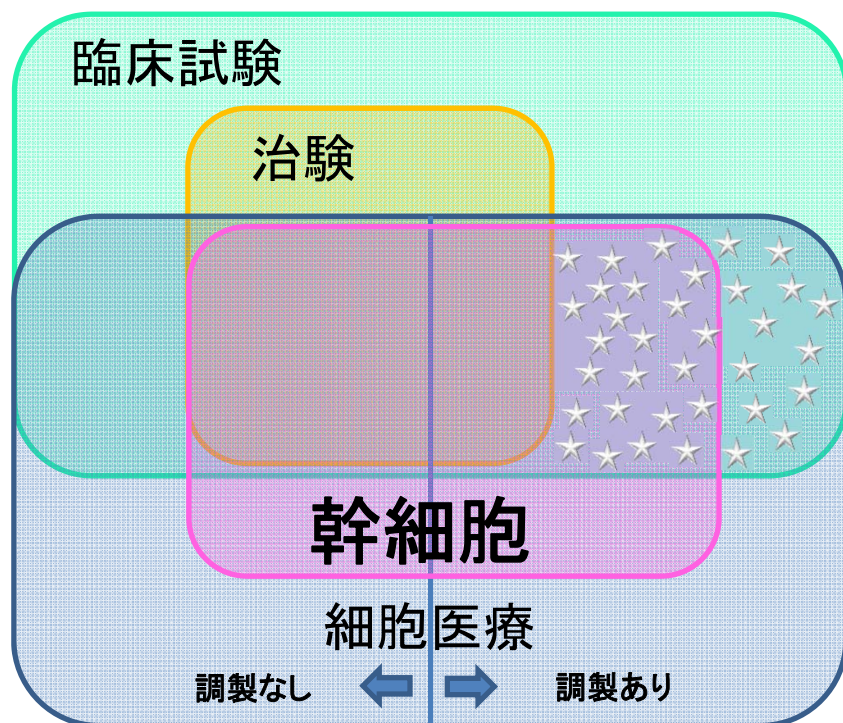 臨床試験
治験
幹細胞
細胞医療
調製なし
調製あり